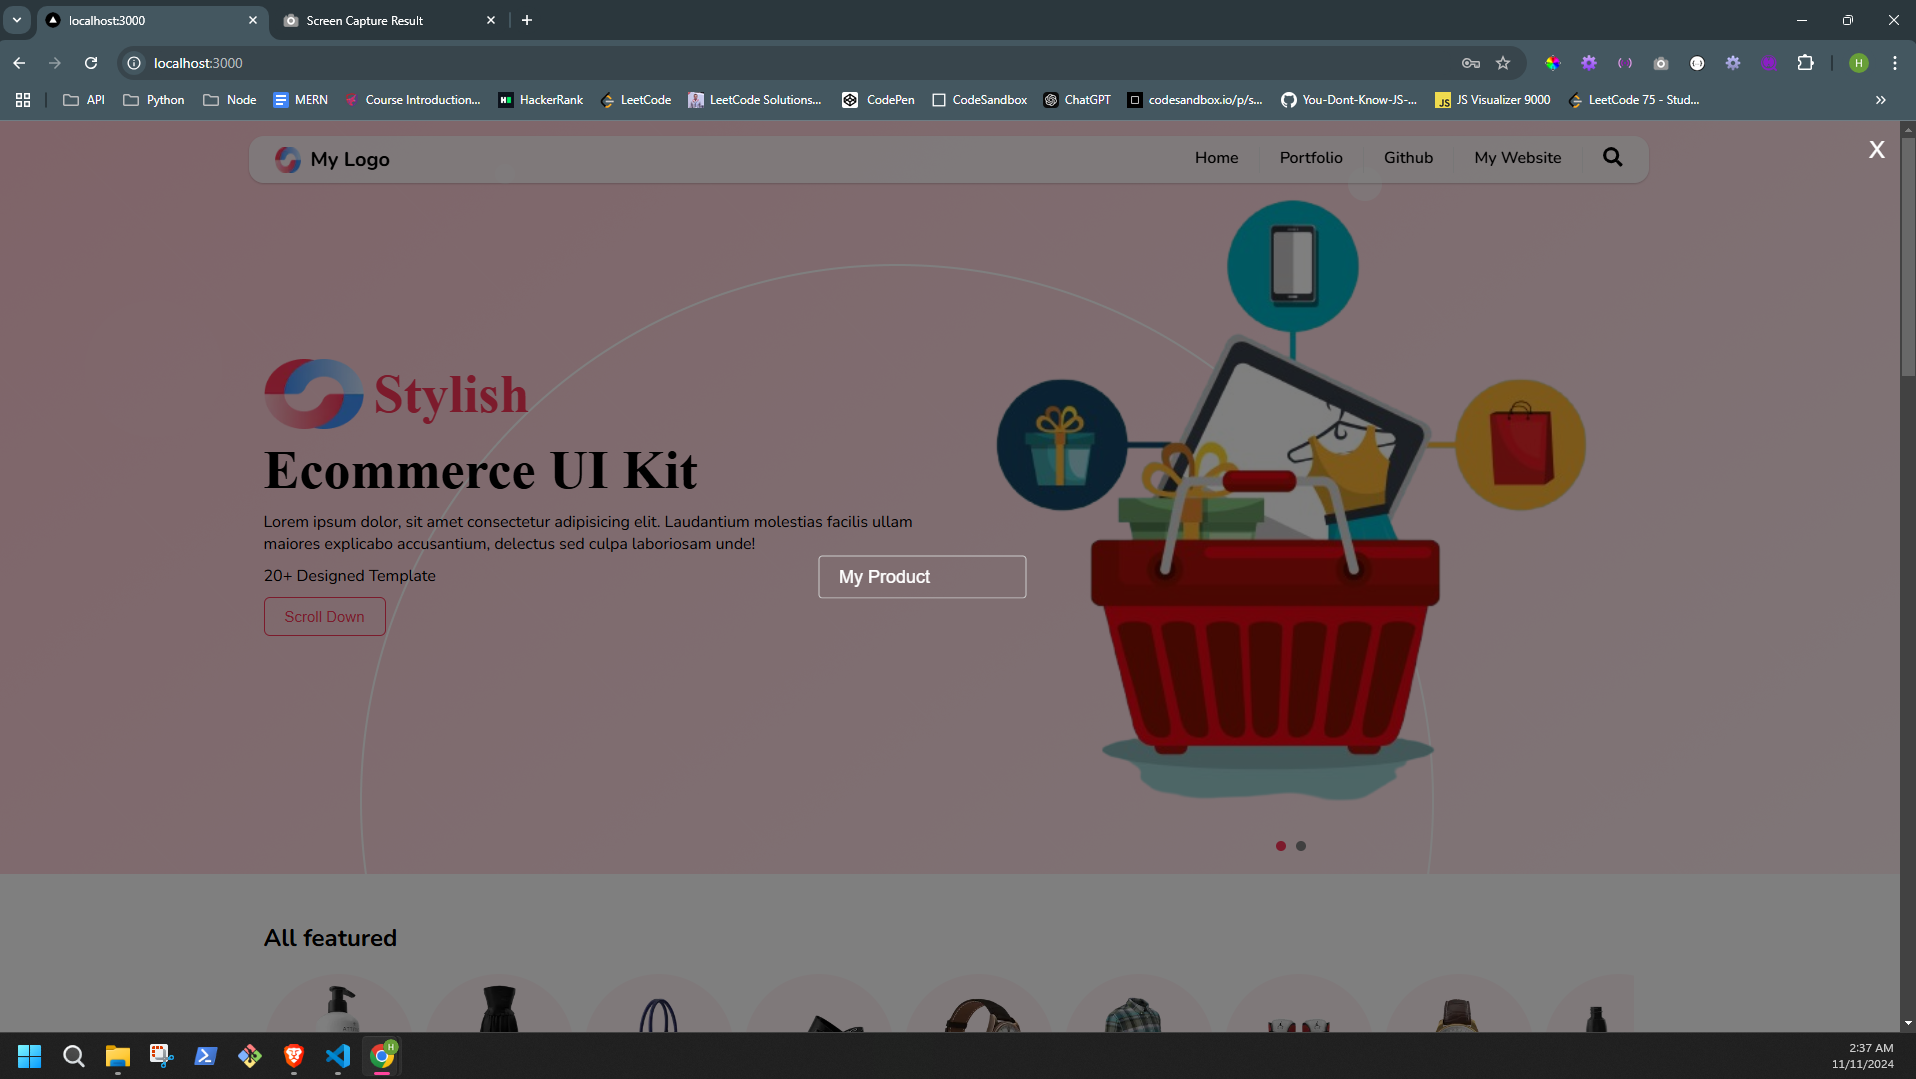 localhost:3000
Screen Capture Result
localhost:3000
H
API
Python
Node
MERN
Course Introduction...
HackerRank
LeetCode
LeetCode Solutions...
CodePen
CodeSandbox
ChatGPT
codesandbox.io/p/s...
You-Dont-Know-JS-...
JS
JS Visualizer 9000
LeetCode 75 - Stud...
My Logo
Home
Portfolio
Github
My Website
X
Stylish
Ecommerce UI Kit
Lorem ipsum dolor, sit amet consectetur adipisicing elit. Laudantium molestias facilis ullam
maiores explicabo accusantium, delectus sed culpa laboriosam unde!
20+ Designed Template
Scroll Down
My Product
All featured
H
2:37 AM
11/11/2024